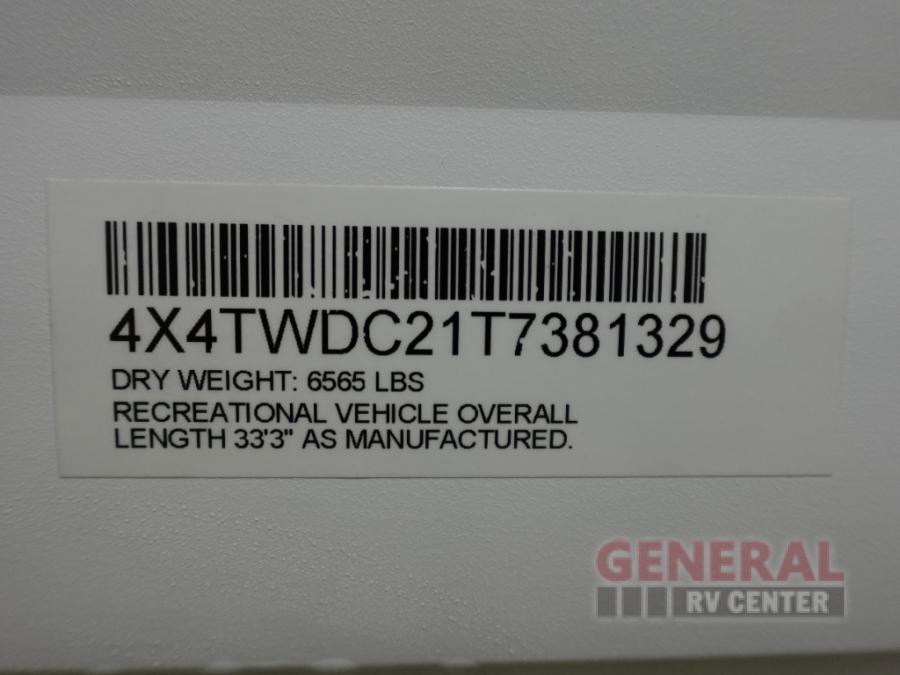 4X4TWDC21T7381329
DRY WEIGHT: 6565 LBS
RECREATIONAL VEHICLE OVERALL
LENGTH 33'3" AS MANUFACTURED.
GENERAL
RV CENTER